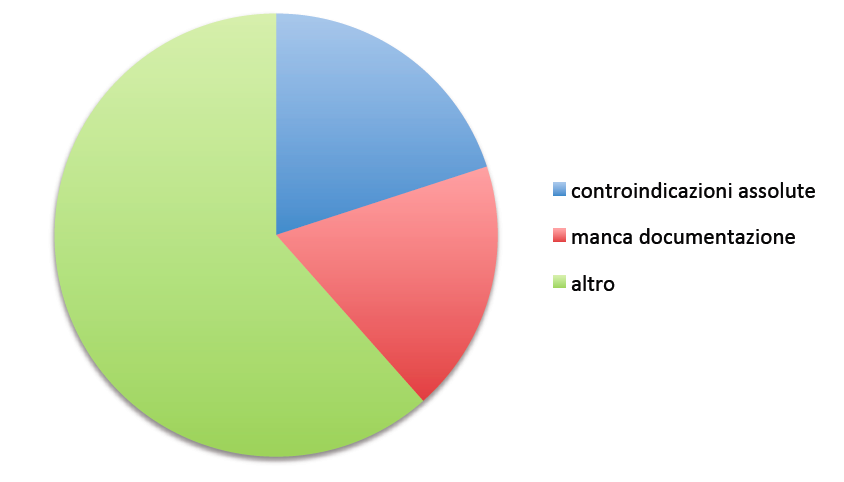 controindicazioni assolute
manca documentazione
altro